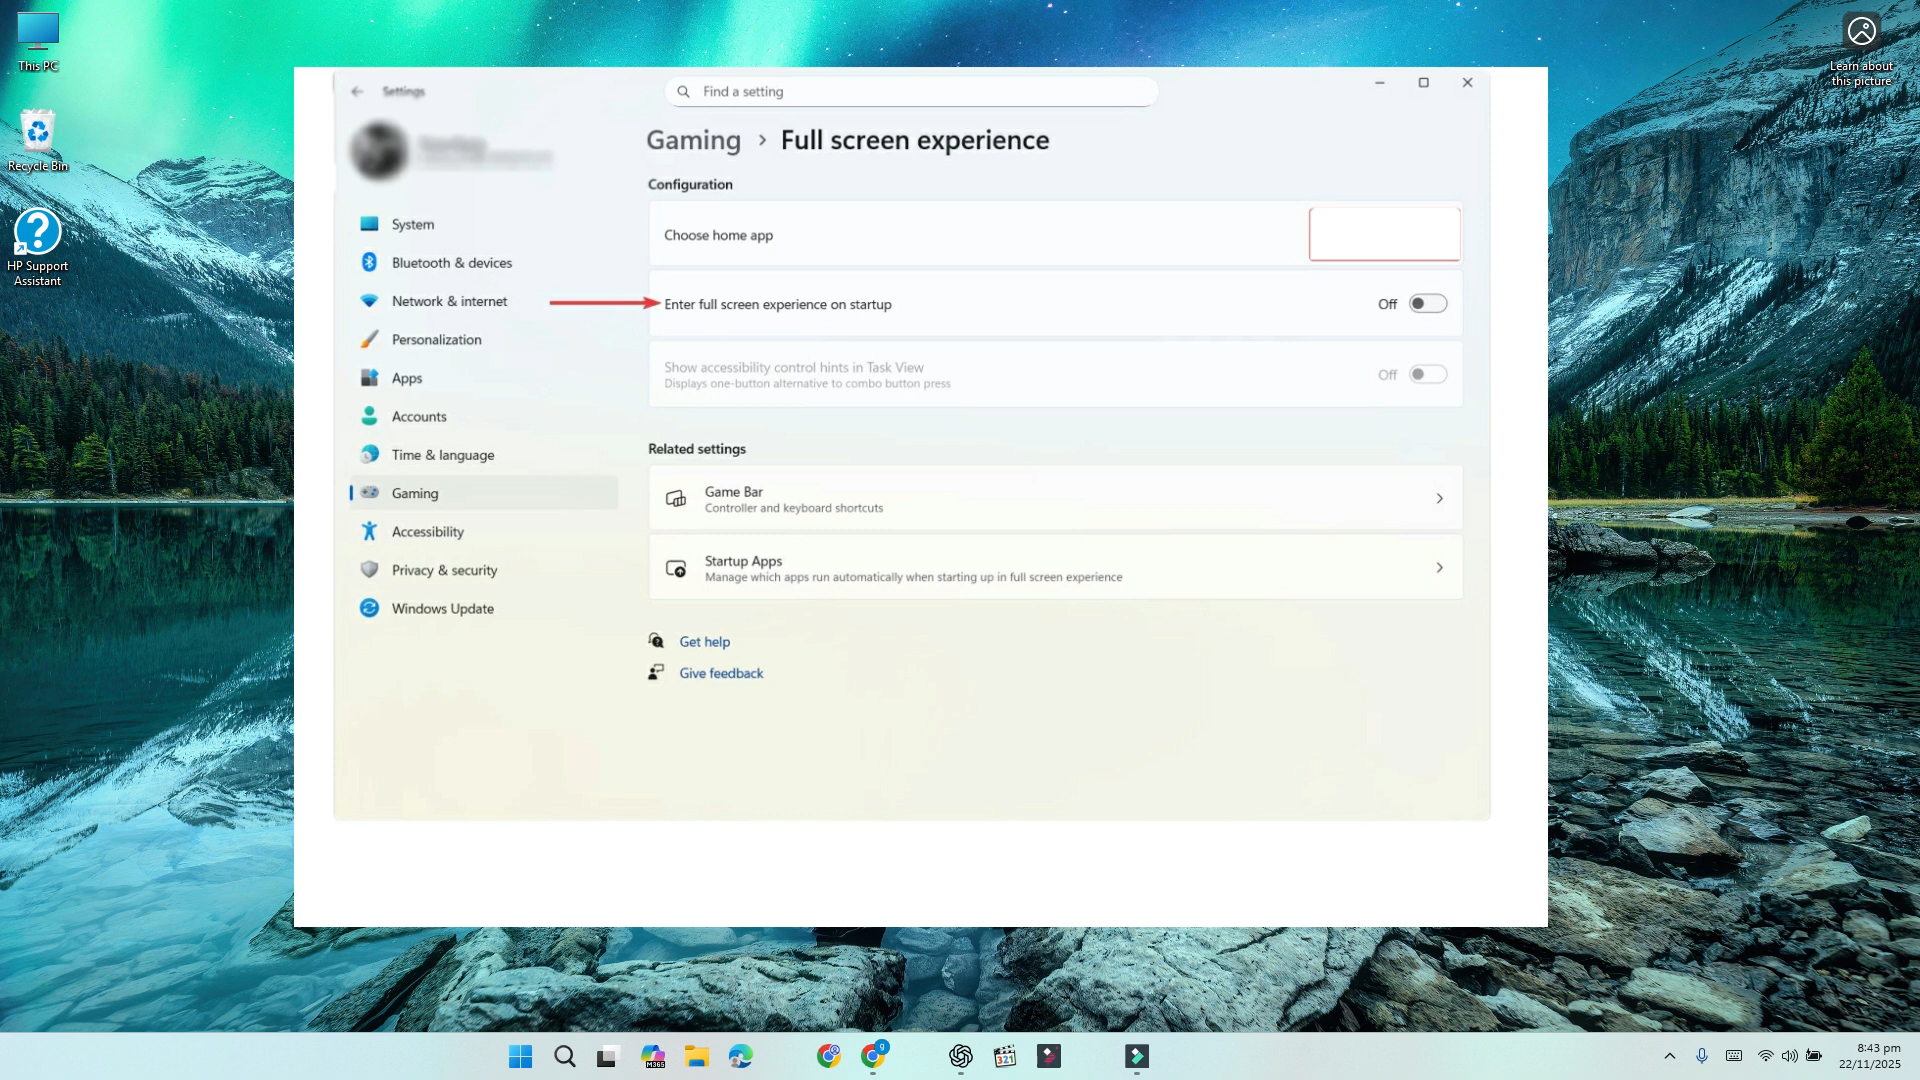 This PC
Recycle Bin
HP Support
Assistant
Learn about
this picture
Settings
Find a setting
Gaming > Full screen experience
Configuration
Choose home app
Enter full screen experience on startup
Off
Show accessibility control hints in Task View
Displays one-button alternative to combo button press
Off
System
Bluetooth & devices
Network & internet
Personalization
Apps
Accounts
Time & language
Gaming
Accessibility
Privacy & security
Windows Update
Related settings
Game Bar
Controller and keyboard shortcuts
Startup Apps
Manage which apps run automatically when starting up in full screen experience
Get help
Give feedback
M365
g
321
8:43 pm
22/11/2025